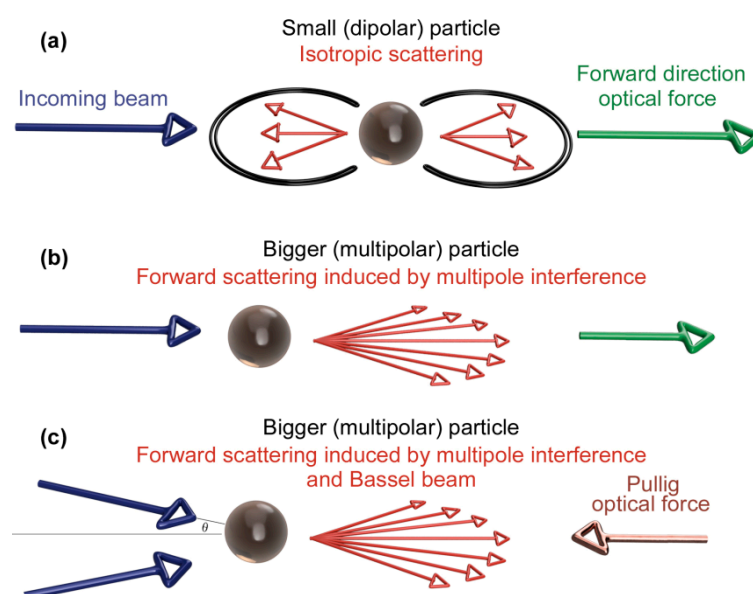 (a)
Small (dipolar) particle
Isotropic scattering
Incoming beam
Forward direction
optical force
(b)
Bigger (multipolar) particle
Forward scattering induced by multipole interference
(c)
Bigger (multipolar) particle
Forward scattering induced by multipole interference
and Bassel beam
θ
Pullig
optical force